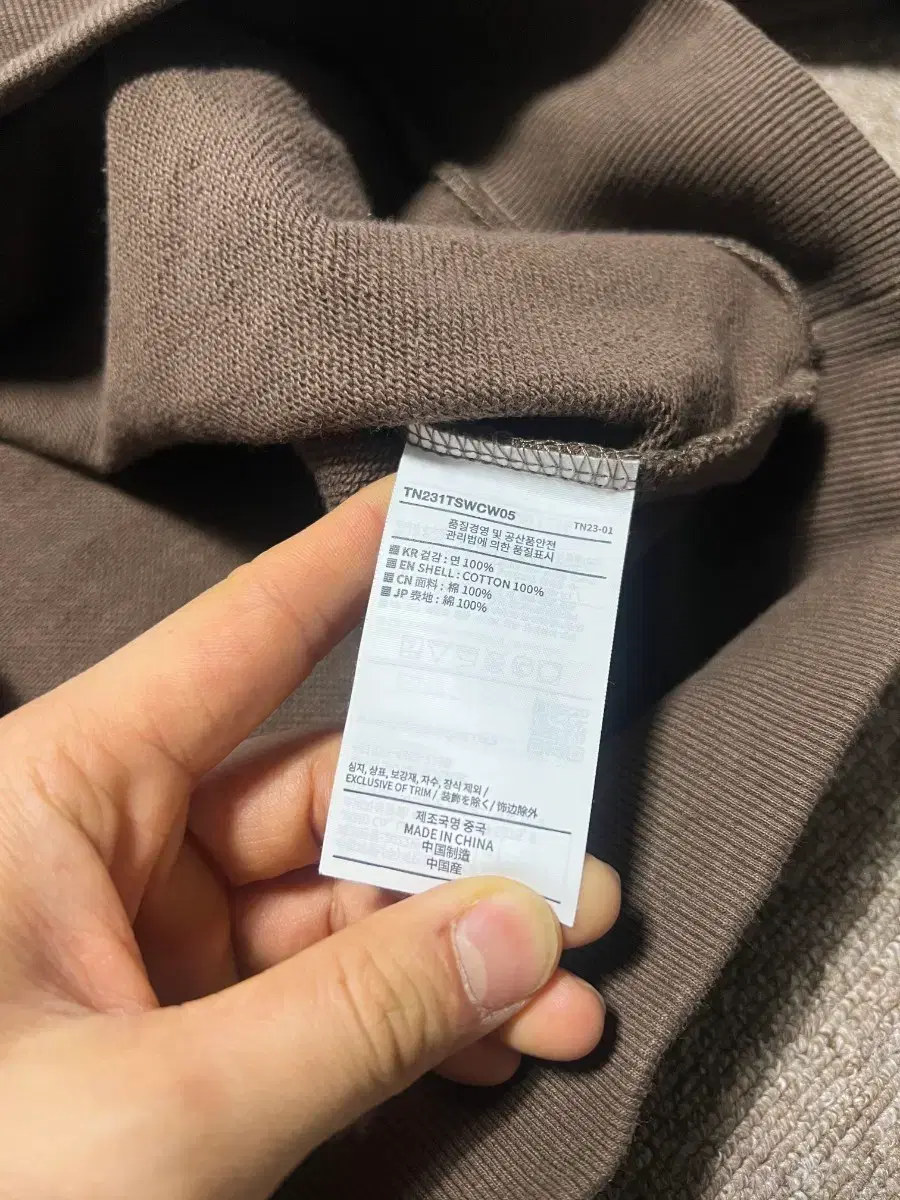 TN231TSWCW05
TN23-01
품질경영 및 공산품안전
관리법에 의한 품질표시
KR 겉감 : 면 100%
EN SHELL : COTTON 100%
CN 面料 : 棉 100%
JP 表地 : 綿 100%
심지, 상표, 보강재, 자수, 장식 제외 /
EXCLUSIVE OF TRIM / 装飾を除く / 饰边除外
제조국명 중국
MADE IN CHINA
中国制造
中国産